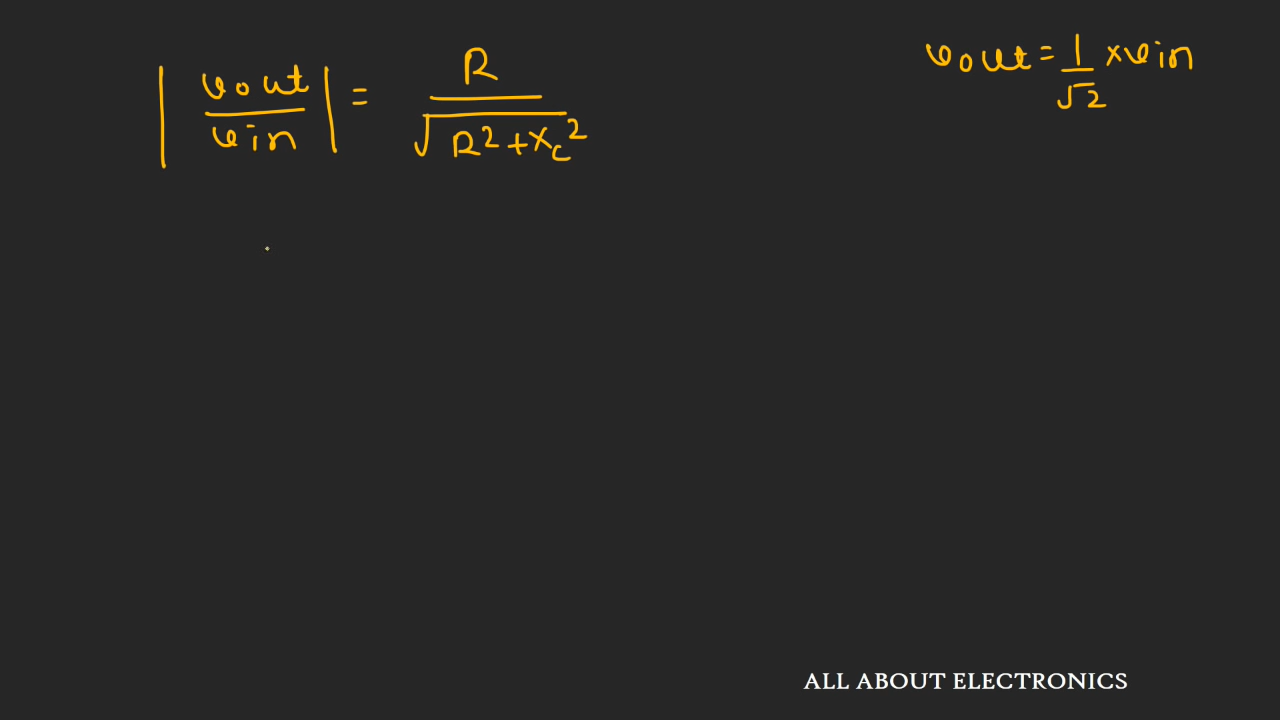 |vout/vin| = R/√(R²+Xc²)
vout = 1/√2 × vin
ALL ABOUT ELECTRONICS